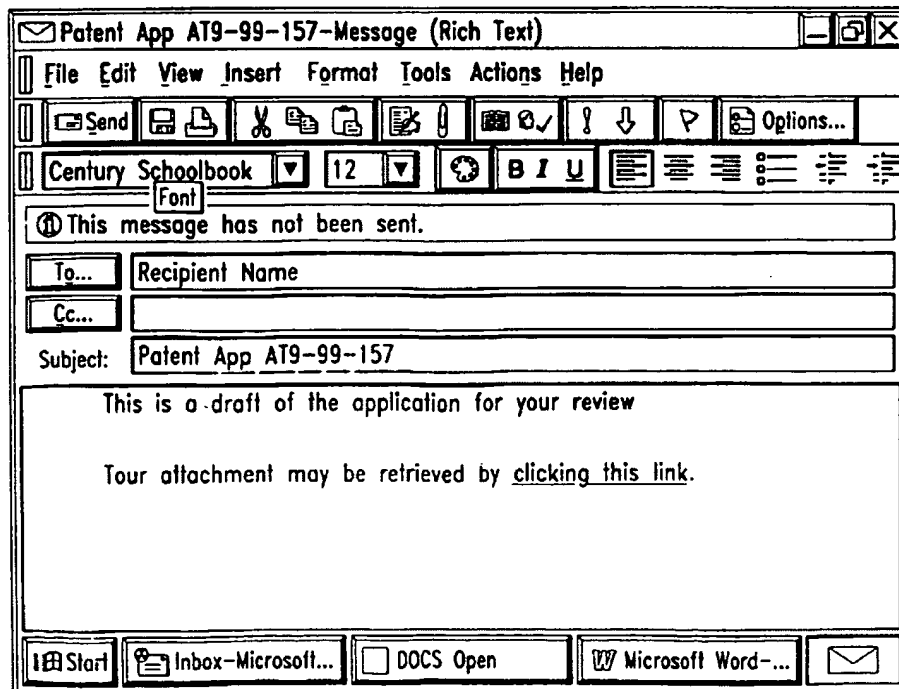 Patent App AT9-99-157-Message (Rich Text)
File Edit View Insert Format Tools Actions Help
Send Options...
Century Schoolbook 12 B I U
Font
This message has not been sent.
To... Recipient Name
Cc...
Subject: Patent App AT9-99-157
This is a draft of the application for your review
Tour attachment may be retrieved by clicking this link.
Start Inbox-Microsoft... DOCS Open W Microsoft Word-...